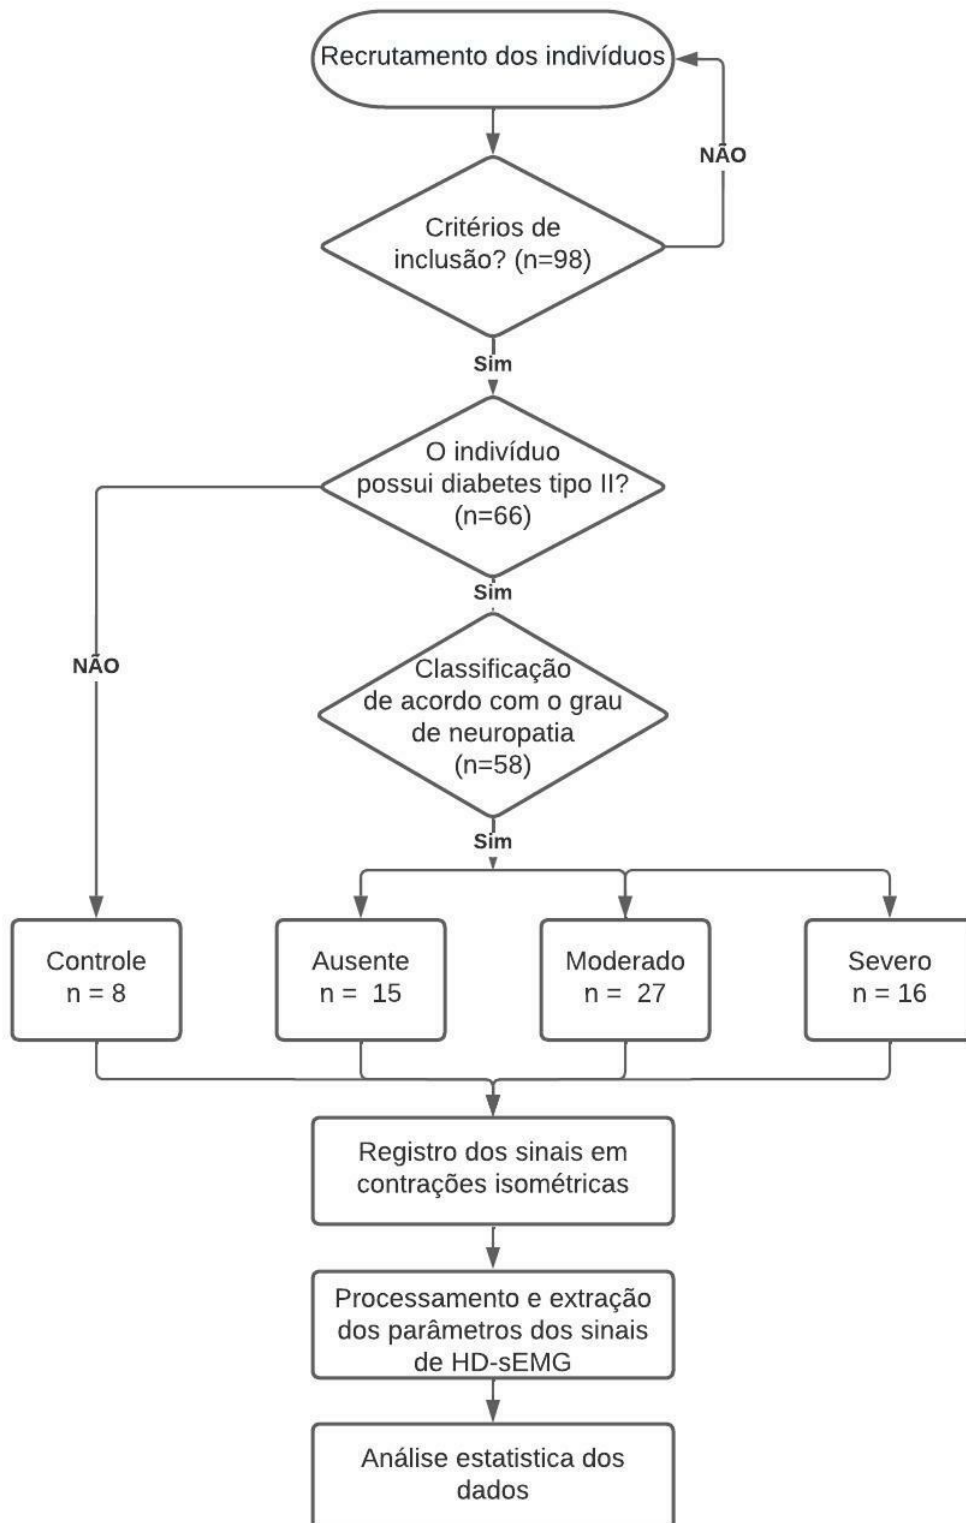 Recrutamento dos indivíduos
NÃO
Critérios de
inclusão? (n=98)
Sim
O indivíduo
possui diabetes tipo II?
(n=66)
Sim
NÃO
Classificação
de acordo com o grau
de neuropatia
(n=58)
Sim
Controle
n = 8
Ausente
n = 15
Moderado
n = 27
Severo
n = 16
Registro dos sinais em
contrações isométricas
Processamento e extração
dos parâmetros dos sinais
de HD-sEMG
Análise estatistica dos
dados